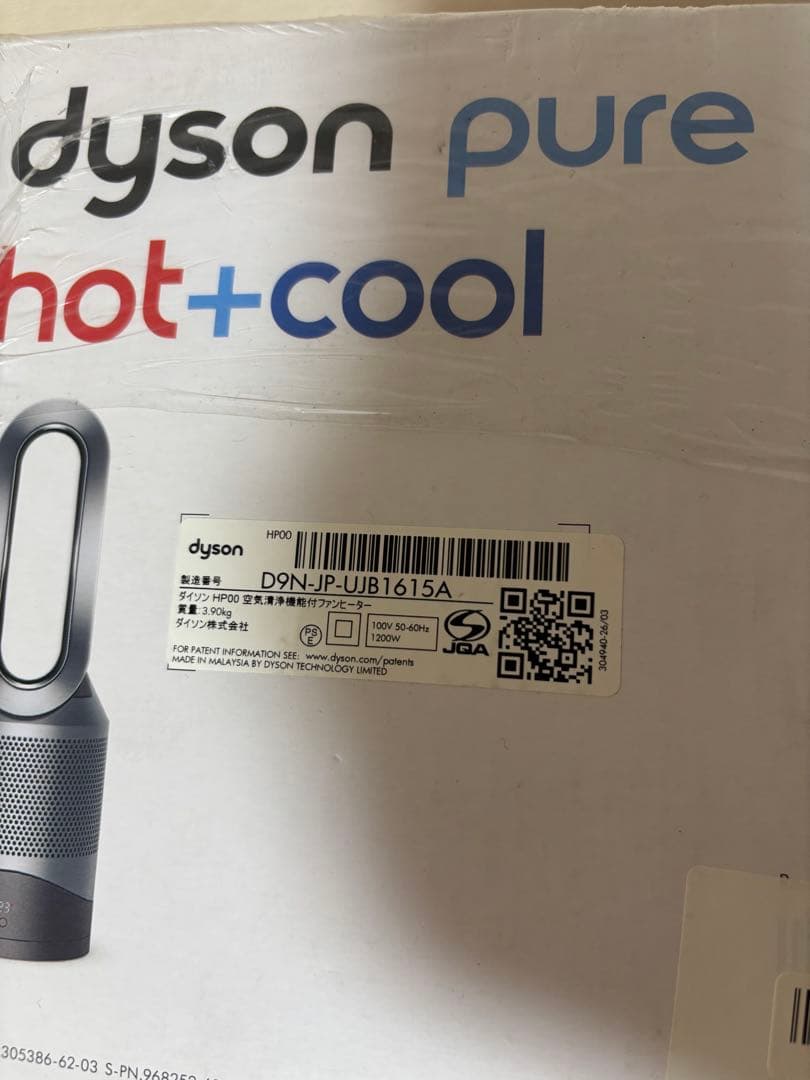 dyson pure
hot+cool
dyson
HP00
製造番号 D9N-JP-UJB1615A
ダイソン HP00 空気清浄機能付ファンヒーター
質量:3.90kg
ダイソン株式会社
PS
E
100V 50-60Hz
1200W
JQA
FOR PATENT INFORMATION SEE: www.dyson.com/patents
MADE IN MALAYSIA BY DYSON TECHNOLOGY LIMITED
304940-26/03
305386-62-03 S-PN.968252